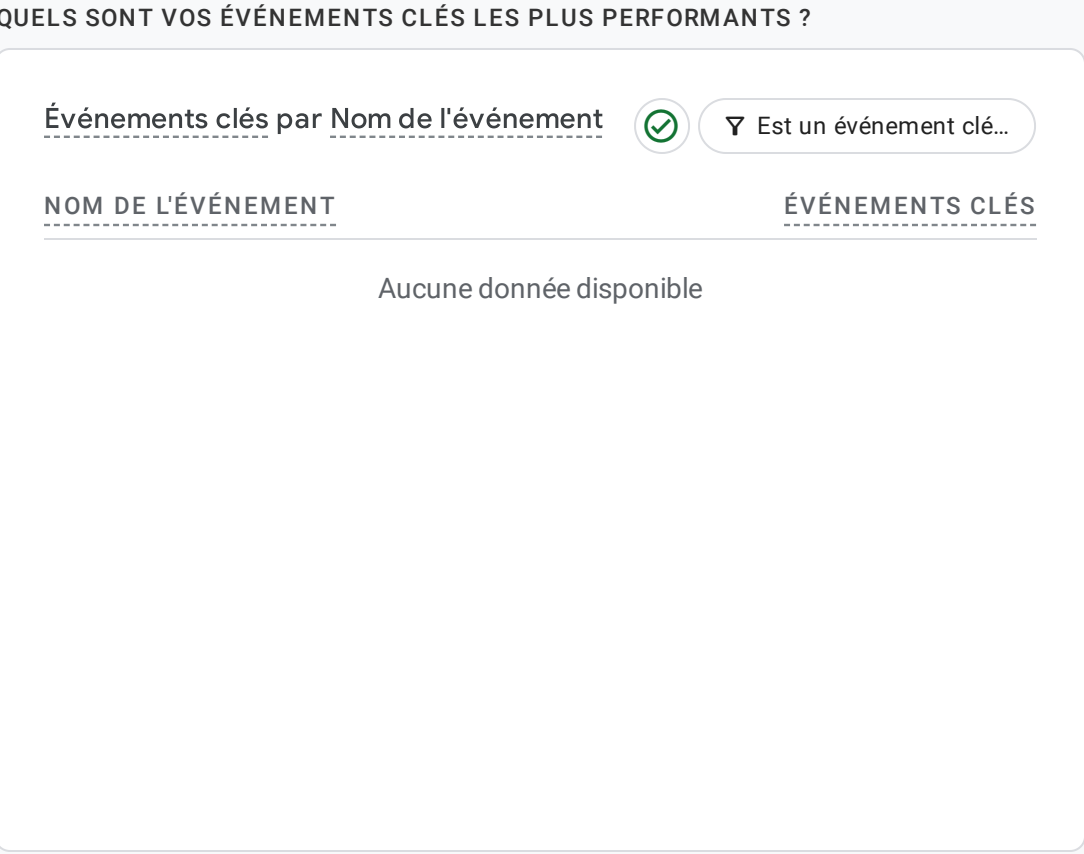 QUELS SONT VOS ÉVÉNEMENTS CLÉS LES PLUS PERFORMANTS ?
Événements clés par Nom de l'événement
Est un événement clé…
NOM DE L'ÉVÉNEMENT
ÉVÉNEMENTS CLÉS
Aucune donnée disponible